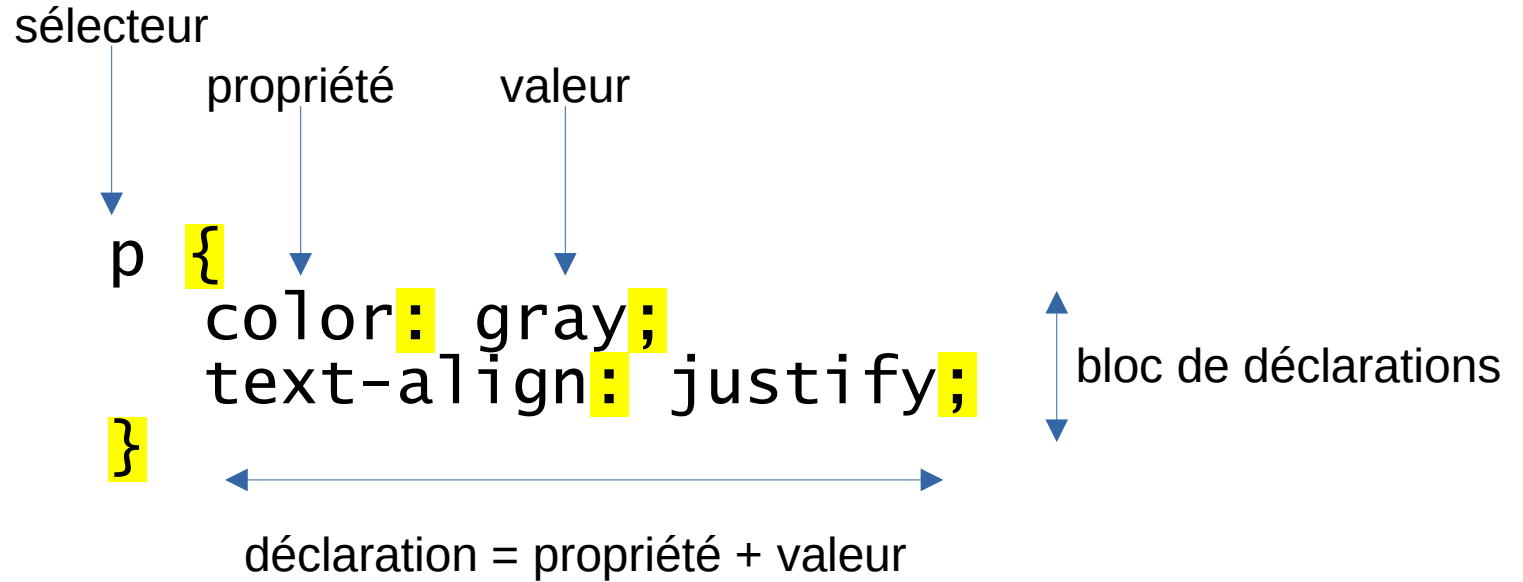 sélecteur
propriété valeur
p {
color: gray;
text-align: justify;
bloc de déclarations
}
déclaration = propriété + valeur